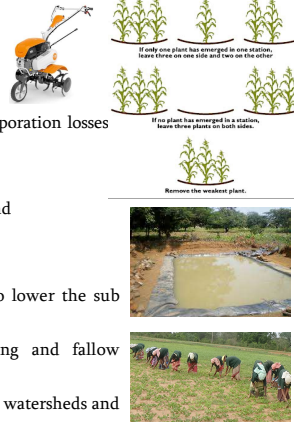 If only one plant has emerged in one station,
leave three on one side and two on the other
poration losses
If no plant has emerged in a station,
leave three plants on both sides.
Remove the weakest plant.
nd
o lower the sub
ng and fallow
watersheds and